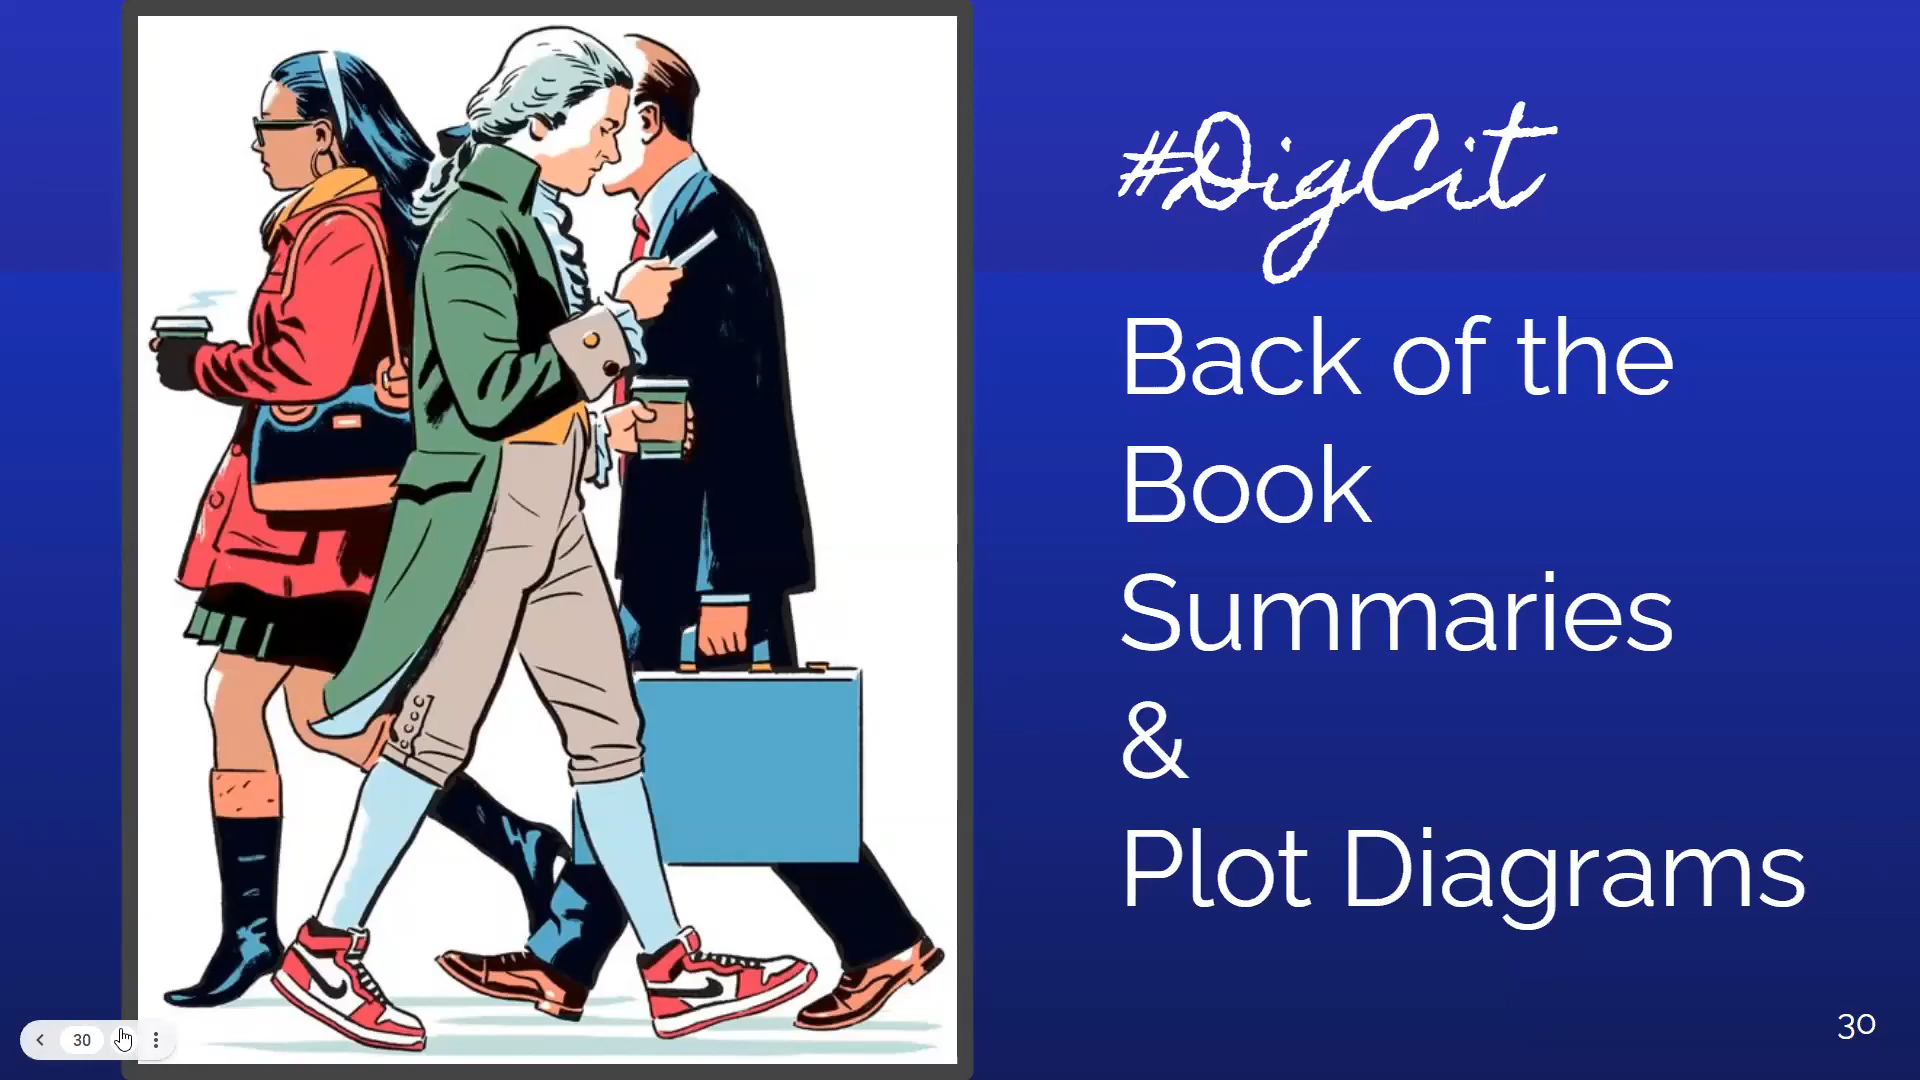 #DigCit
Back of the
Book
Summaries
&
Plot Diagrams
30
30